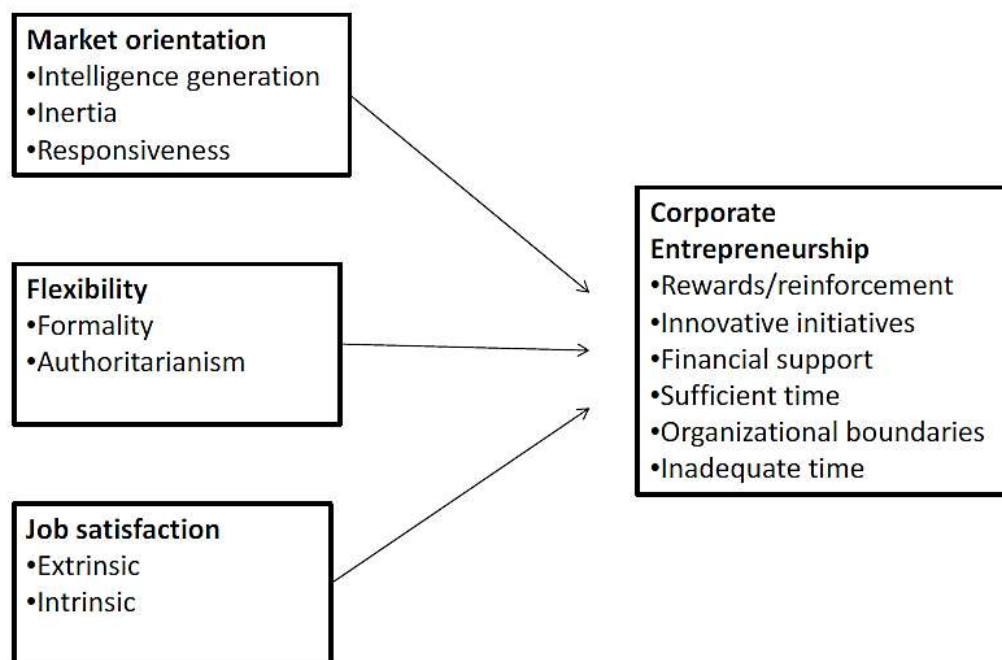 Market orientation
•Intelligence generation
•Inertia
•Responsiveness
Flexibility
•Formality
•Authoritarianism
Job satisfaction
•Extrinsic
•Intrinsic
Corporate
Entrepreneurship
•Rewards/reinforcement
•Innovative initiatives
•Financial support
•Sufficient time
•Organizational boundaries
•Inadequate time